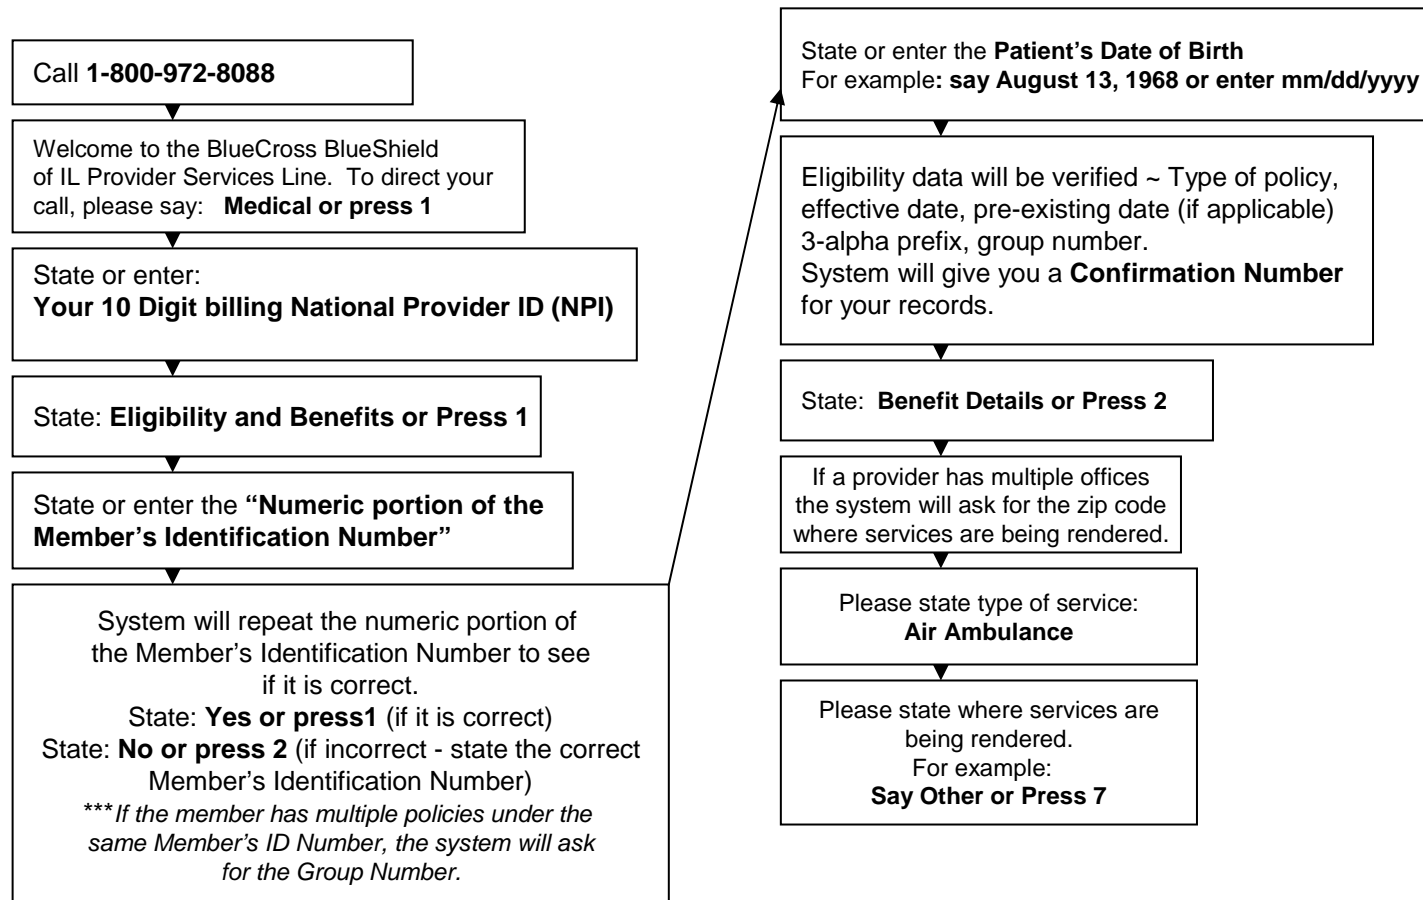 Call 1-800-972-8088
Welcome to the BlueCross BlueShield
of IL Provider Services Line.  To direct your
call, please say:   Medical or press 1
State or enter:
Your 10 Digit billing National Provider ID (NPI)
State: Eligibility and Benefits or Press 1
State or enter the “Numeric portion of the
Member’s Identification Number”
System will repeat the numeric portion of
the Member’s Identification Number to see
if it is correct.
State: Yes or press1 (if it is correct)
State: No or press 2 (if incorrect - state the correct
Member’s Identification Number)
***If the member has multiple policies under the
same Member’s ID Number, the system will ask
for the Group Number.
State or enter the Patient’s Date of Birth
For example: say August 13, 1968 or enter mm/dd/yyyy
Eligibility data will be verified ~ Type of policy,
effective date, pre-existing date (if applicable)
3-alpha prefix, group number.
System will give you a Confirmation Number
for your records.
State:  Benefit Details or Press 2
If a provider has multiple offices
the system will ask for the zip code
where services are being rendered.
Please state type of service:
Air Ambulance
Please state where services are
being rendered.
For example:
Say Other or Press 7